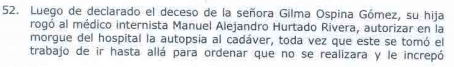 52. Luego de declarado el deceso de la señora Gilma Ospina Gómez, su hija
rogó al médico internista Manuel Alejandro Hurtado Rivera, autorizar en la
morgue del hospital la autopsia al cadáver, toda vez que este se tomó el
trabajo de ir hasta allá para ordenar que no se realizara y le increpó